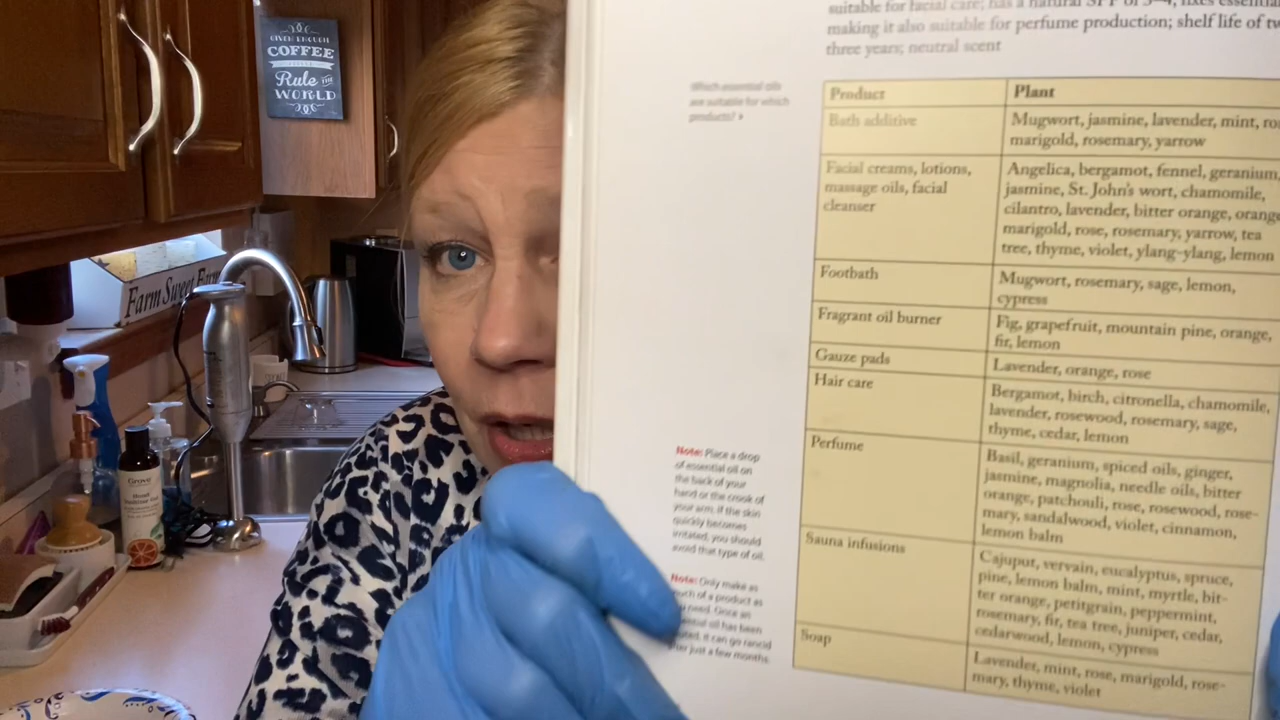 GIVEN ENOUGH
COFFEE
I COULD
Rule THE
WORLD
Farm Sweet Farm
Grove
suitable for facial care; has a natural SPF of 3–4; fixes essential
making it also suitable for perfume production; shelf life of
three years; neutral scent
Which essential oils
are suitable for which
products?
Product Plant
Bath additive Mugwort, jasmine, lavender, mint,
marigold, rosemary, yarrow
Facial creams, lotions, Angelica, bergamot, fennel, geranium,
massage oils, facial jasmine, St. John's wort, chamomile,
cleanser cilantro, lavender, bitter orange, orange
marigold, rose, rosemary, yarrow, tea
tree, thyme, violet, ylang-ylang, lemon
Footbath Mugwort, rosemary, sage, lemon,
cypress
Fragrant oil burner Fig, grapefruit, mountain pine, orange,
fir, lemon
Gauze pads Lavender, orange, rose
Hair care Bergamot, birch, citronella, chamomile,
lavender, rosewood, rosemary, sage,
thyme, cedar, lemon
Perfume Basil, geranium, spiced oils, ginger,
jasmine, magnolia, needle oils, bitter
orange, patchouli, rose, rosewood, rose-
mary, sandalwood, violet, cinnamon,
lemon balm
Sauna infusions Cajuput, vervain, eucalyptus, spruce,
pine, lemon balm, mint, myrtle, bit-
ter orange, petitgrain, peppermint,
rosemary, fir, tea tree, juniper, cedar,
cedarwood, lemon, cypress
Soap Lavender, mint, rose, marigold, rose-
mary, thyme, violet
Note: Place a drop
of essential oil on
the back of your
hand or the crook of
your arm. If the skin
quickly becomes
irritated, you should
avoid that type of oil.
Note: Only make as
much of a product as
you need. Once an
essential oil has been
it can go rancid
after just a few months.